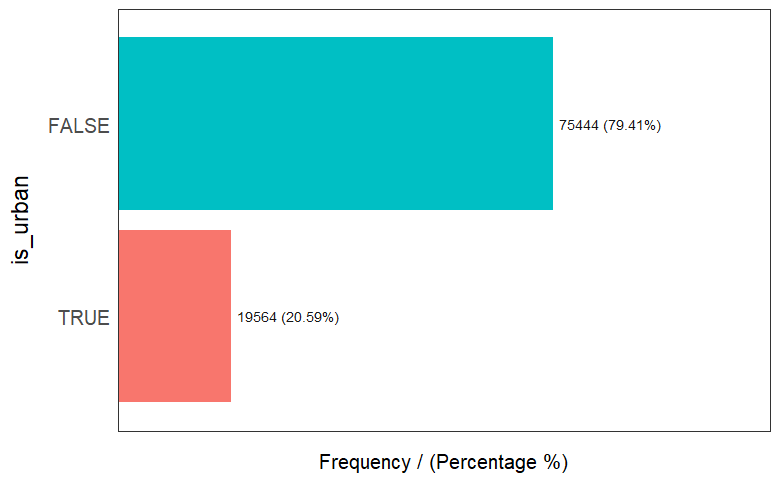 is_urban
FALSE
75444 (79.41%)
TRUE
19564 (20.59%)
Frequency / (Percentage %)